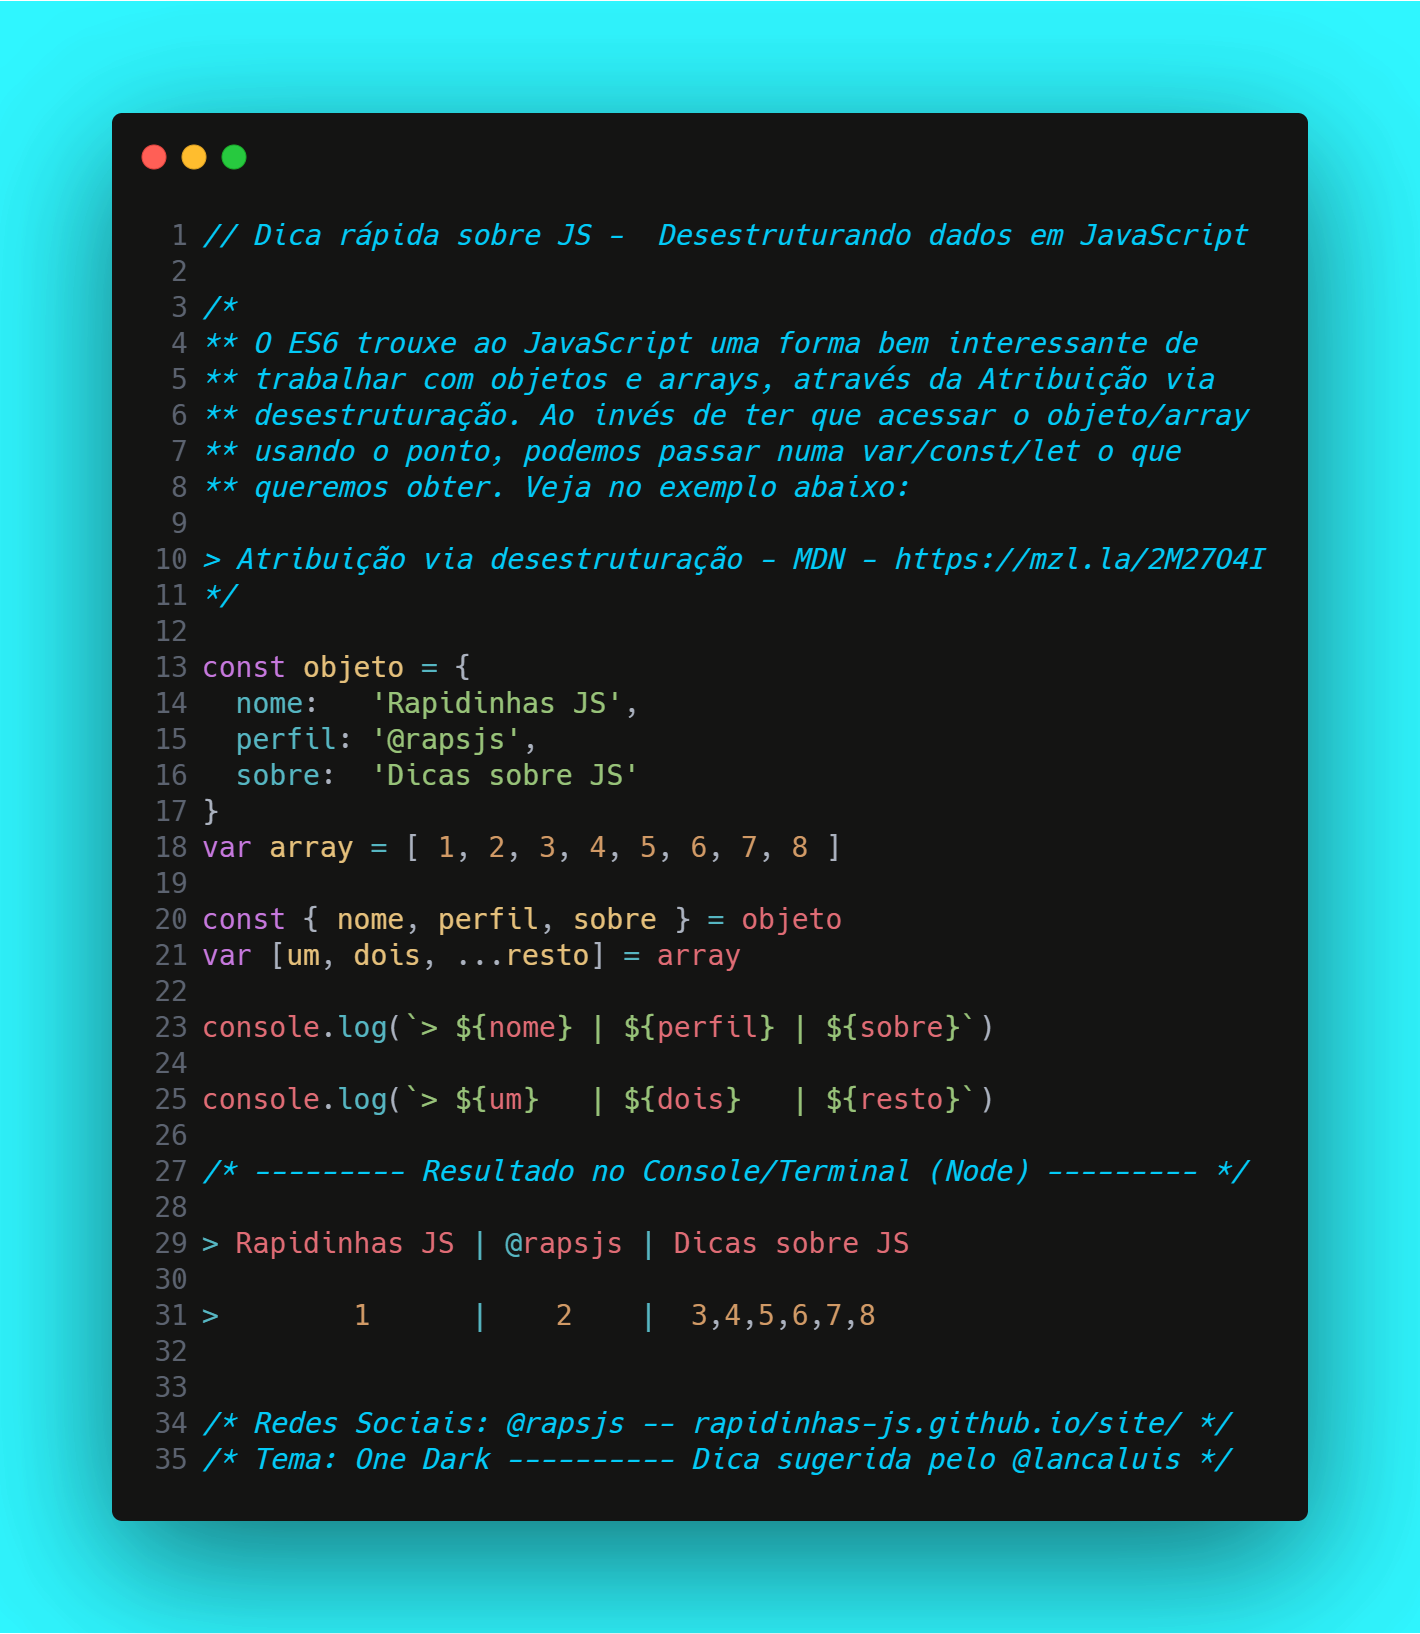 1 // Dica rápida sobre JS -  Desestruturando dados em JavaScript
2
3 /*
4 ** O ES6 trouxe ao JavaScript uma forma bem interessante de
5 ** trabalhar com objetos e arrays, através da Atribuição via
6 ** desestruturação. Ao invés de ter que acessar o objeto/array
7 ** usando o ponto, podemos passar numa var/const/let o que
8 ** queremos obter. Veja no exemplo abaixo:
9
10 > Atribuição via desestruturação - MDN - https://mzl.la/2M27O4I
11 */
12
13 const objeto = {
14   nome:   'Rapidinhas JS',
15   perfil: '@rapsjs',
16   sobre:  'Dicas sobre JS'
17 }
18 var array = [ 1, 2, 3, 4, 5, 6, 7, 8 ]
19
20 const { nome, perfil, sobre } = objeto
21 var [um, dois, ...resto] = array
22
23 console.log(`> ${nome} | ${perfil} | ${sobre}`)
24
25 console.log(`> ${um}   | ${dois}   | ${resto}`)
26
27 /* --------- Resultado no Console/Terminal (Node) --------- */
28
29 > Rapidinhas JS | @rapsjs | Dicas sobre JS
30
31 >        1      |    2    |  3,4,5,6,7,8
32
33
34 /* Redes Sociais: @rapsjs -- rapidinhas-js.github.io/site/ */
35 /* Tema: One Dark ---------- Dica sugerida pelo @lancaluis */